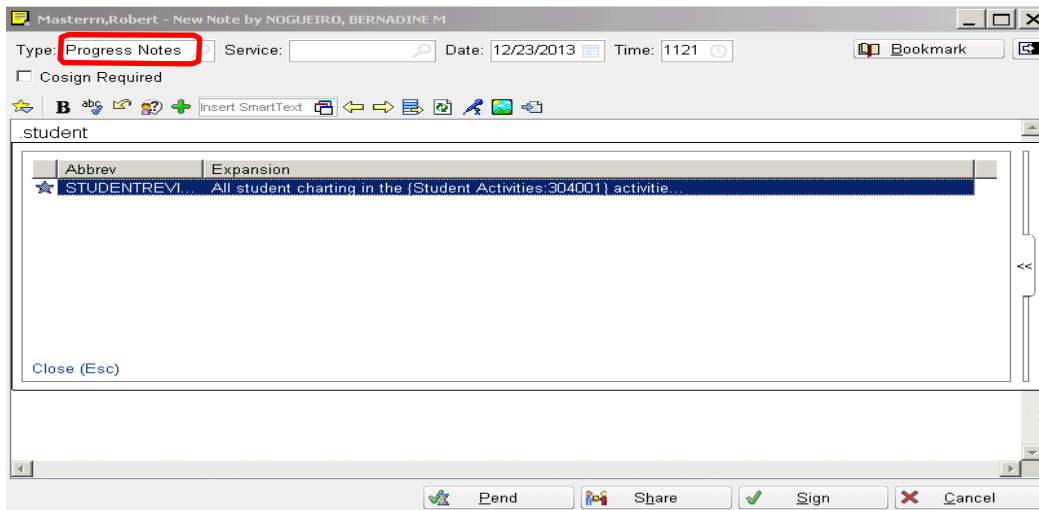 Masterrn,Robert - New Note by NOGUEIRO, BERNADINE M
Type: Progress Notes Service: Date: 12/23/2013 Time: 1121 Bookmark
Cosign Required
B abc Insert SmartText
.student
Abbrev Expansion
STUDENTREVI... All student charting in the {Student Activities:304001} activitie...
<<
Close (Esc)
Pend Share Sign Cancel